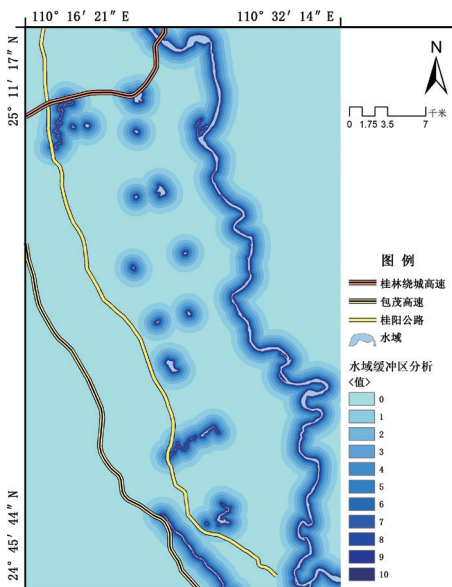 110° 16′ 21″ E
110° 32′ 14″ E
25° 11′ 17″ N
24° 45′ 44″ N
N
千米
0 1.75 3.5 7
图 例
桂林绕城高速
包茂高速
桂阳公路
水域
水域缓冲区分析
<值>
0
1
2
3
4
5
6
7
8
9
10